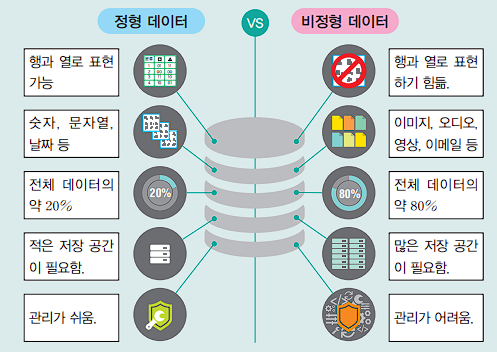 정형 데이터
VS
비정형 데이터
행과 열로 표현
가능
행과 열로 표현
하기 힘듦.
숫자, 문자열,
날짜 등
이미지, 오디오,
영상, 이메일 등
전체 데이터의
약 20%
20%
80%
전체 데이터의
약 80%
적은 저장 공간
이 필요함.
많은 저장 공간
이 필요함.
관리가 쉬움.
관리가 어려움.